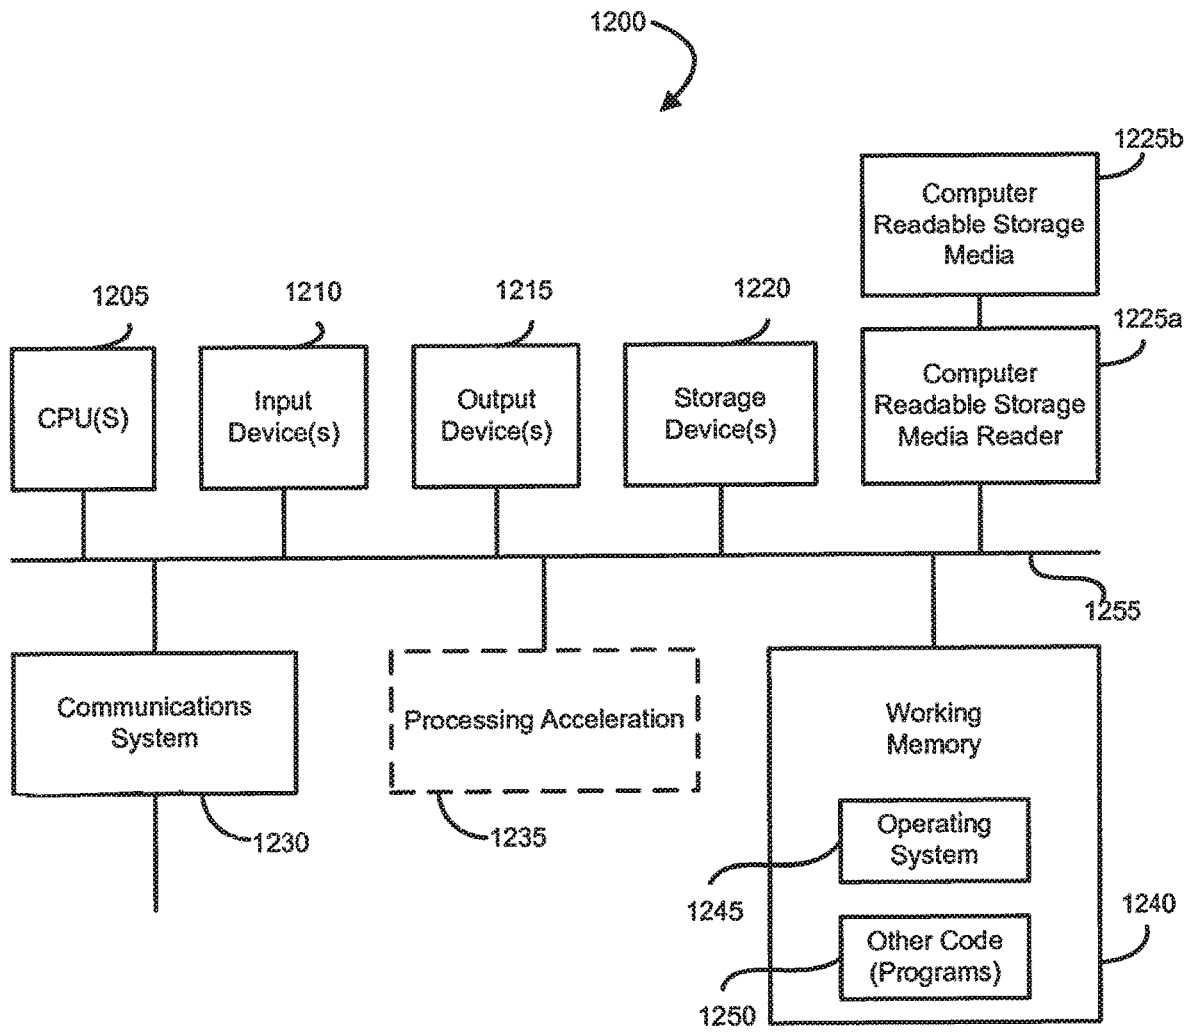 1200
1225b
Computer
Readable Storage
Media
1205
1210
1215
1220
1225a
CPU(S)
Input
Device(s)
Output
Device(s)
Storage
Device(s)
Computer
Readable Storage
Media Reader
1255
Communications
System
Processing Acceleration
Working
Memory
1230
1235
Operating
System
1245
1240
Other Code
(Programs)
1250